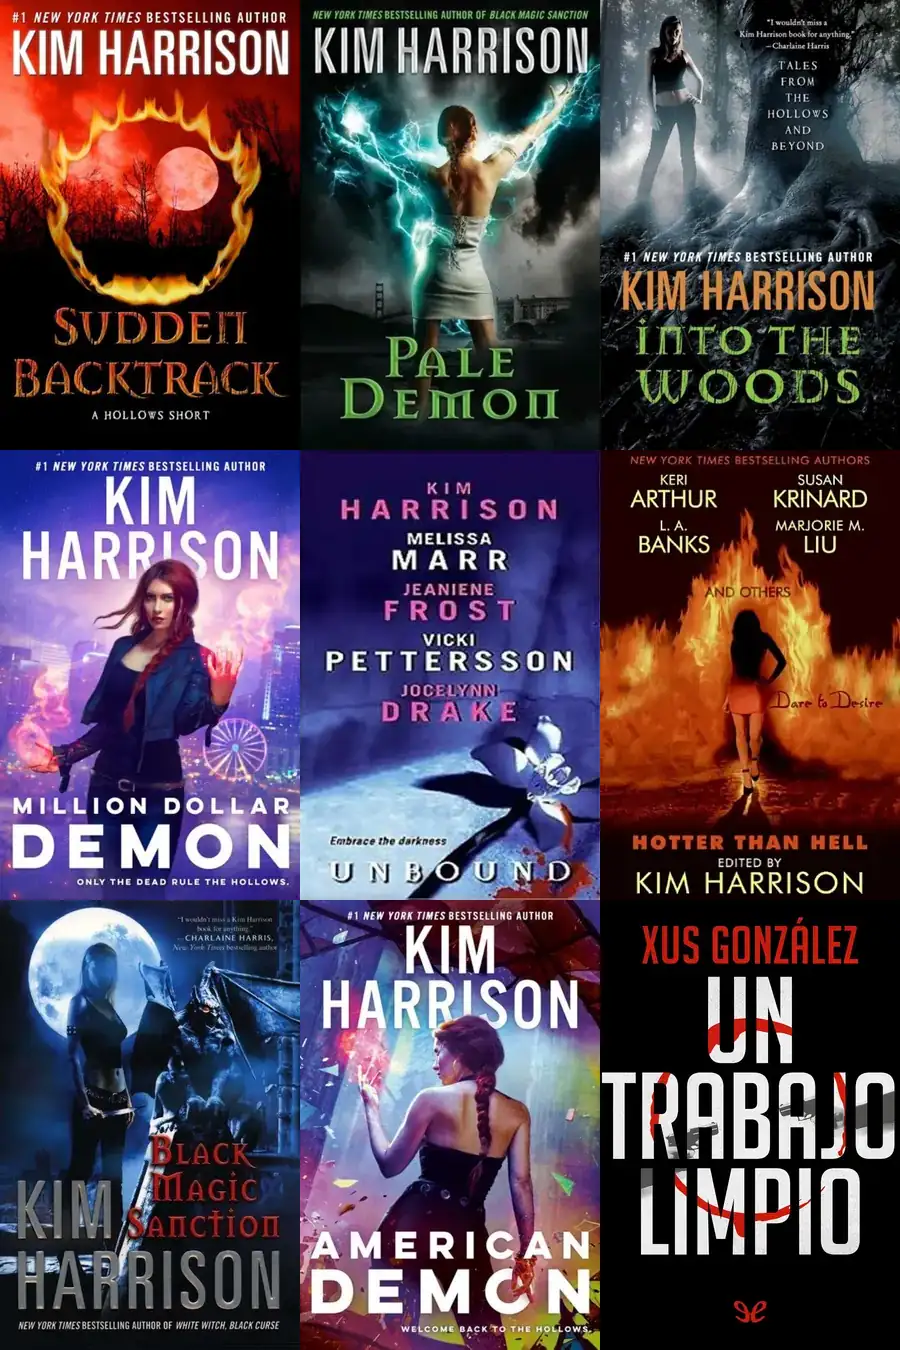 #1 NEW YORK TIMES BESTSELLING AUTHOR
KIM HARRISON
SUDDEN
BACKTRACK
A HOLLOWS SHORT
NEW YORK TIMES BESTSELLING AUTHOR OF BLACK MAGIC SANCTION
KIM HARRISON
PALE
DEMON
"I wouldn't miss a
Kim Harrison book for anything."
—Charlaine Harris
TALES
FROM
THE
HOLLOWS
AND
BEYOND
#1 NEW YORK TIMES BESTSELLING AUTHOR
KIM HARRISON
INTO THE
WOODS
#1 NEW YORK TIMES BESTSELLING AUTHOR
KIM
HARRISON
MILLION DOLLAR
DEMON
ONLY THE DEAD RULE THE HOLLOWS.
KIM
HARRISON
MELISSA
MARR
JEANIENE
FROST
VICKI
PETTERSSON
JOCELYNN
DRAKE
Embrace the darkness
UNBOUND
NEW YORK TIMES BESTSELLING AUTHORS
KERI
ARTHUR
SUSAN
KRINARD
L. A.
BANKS
MARJORIE M.
LIU
AND OTHERS
Dare to Desire
HOTTER THAN HELL
EDITED BY
KIM HARRISON
"I wouldn't miss a Kim Harrison
book for anything."
—CHARLAINE HARRIS,
New York Times bestselling author
BLACK
MAGIC
SANCTION
KIM
HARRISON
NEW YORK TIMES BESTSELLING AUTHOR OF WHITE WITCH, BLACK CURSE
#1 NEW YORK TIMES BESTSELLING AUTHOR
KIM
HARRISON
AMERICAN
DEMON
WELCOME BACK TO THE HOLLOWS.
XUS GONZÁLEZ
UN
TRABAJO
LIMPIO